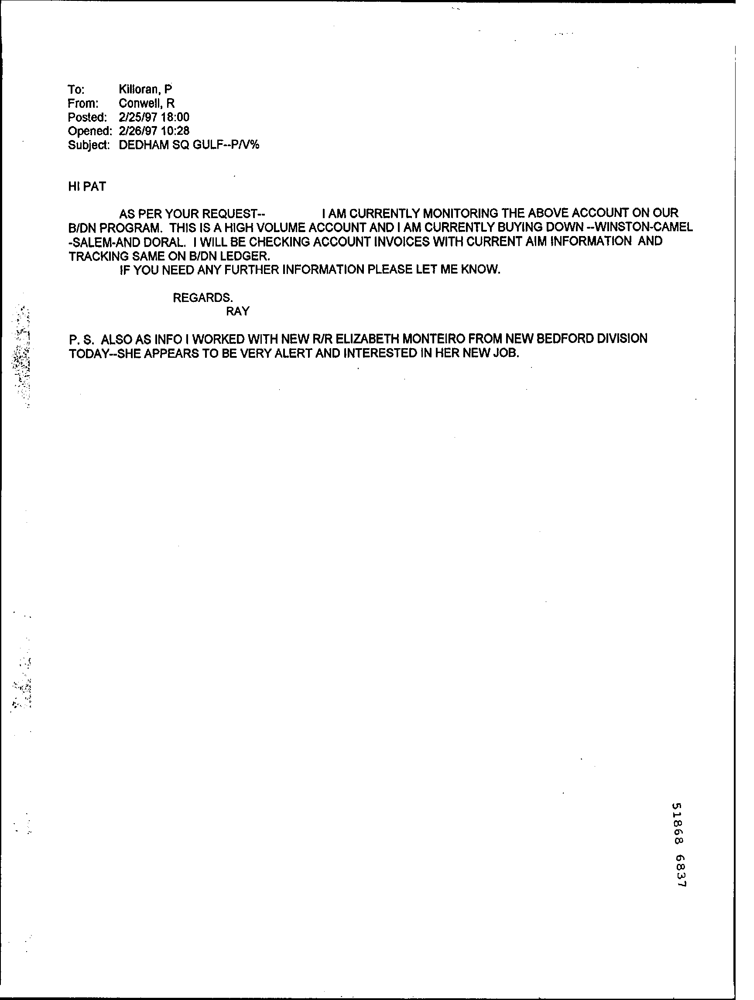 To: Killoran, P
From: Conwell, R
Posted: 2/25/97 18:00
Opened: 2/26/97 10:28
Subject: DEDHAM SQ GULF--P/V%
HI PAT
AS PER YOUR REQUEST-- I AM CURRENTLY MONITORING THE ABOVE ACCOUNT ON OUR
B/DN PROGRAM. THIS IS A HIGH VOLUME ACCOUNT AND I AM CURRENTLY BUYING DOWN --WINSTON-CAMEL
-SALEM-AND DORAL. I WILL BE CHECKING ACCOUNT INVOICES WITH CURRENT AIM INFORMATION AND
TRACKING SAME ON B/DN LEDGER.
IF YOU NEED ANY FURTHER INFORMATION PLEASE LET ME KNOW.
REGARDS.
RAY
P. S. ALSO AS INFO I WORKED WITH NEW R/R ELIZABETH MONTEIRO FROM NEW BEDFORD DIVISION
TODAY--SHE APPEARS TO BE VERY ALERT AND INTERESTED IN HER NEW JOB.
51868 6837